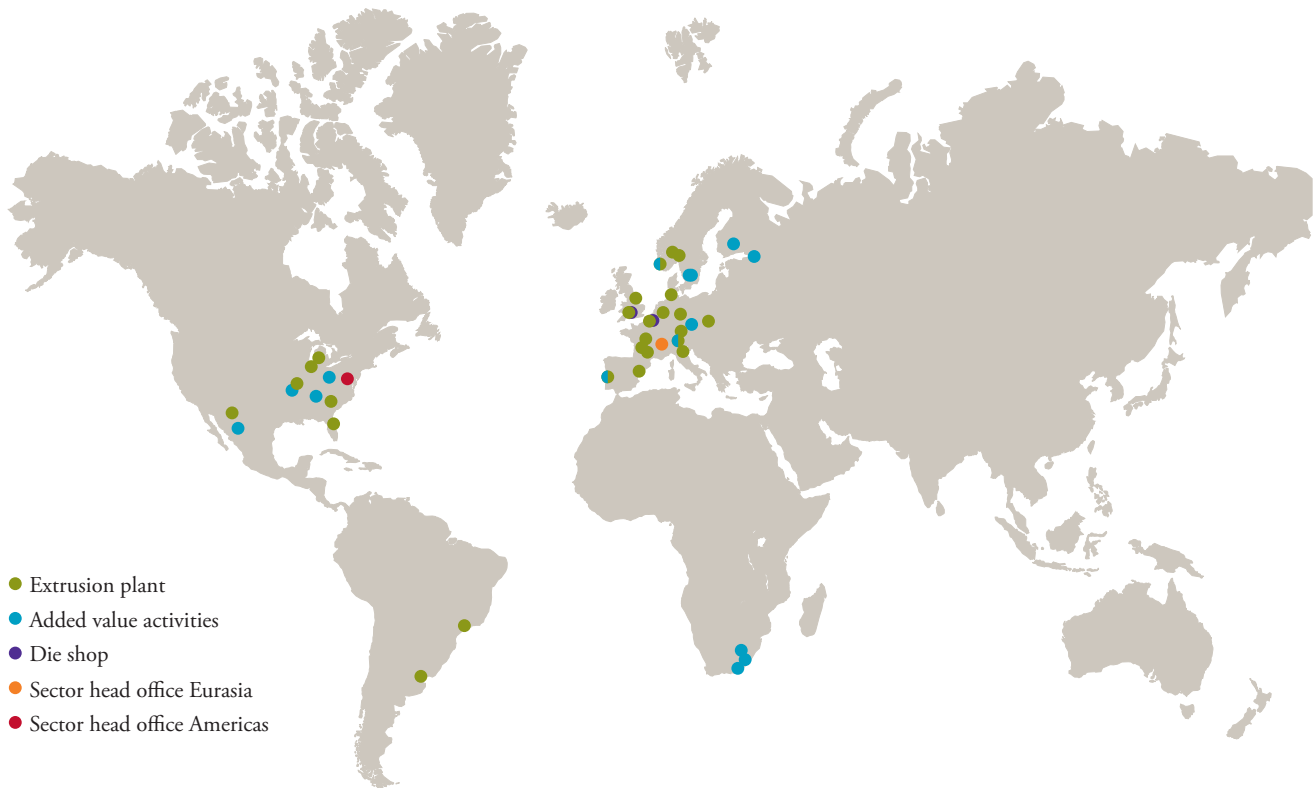 Extrusion plant
Added value activities
Die shop
Sector head office Eurasia
Sector head office Americas